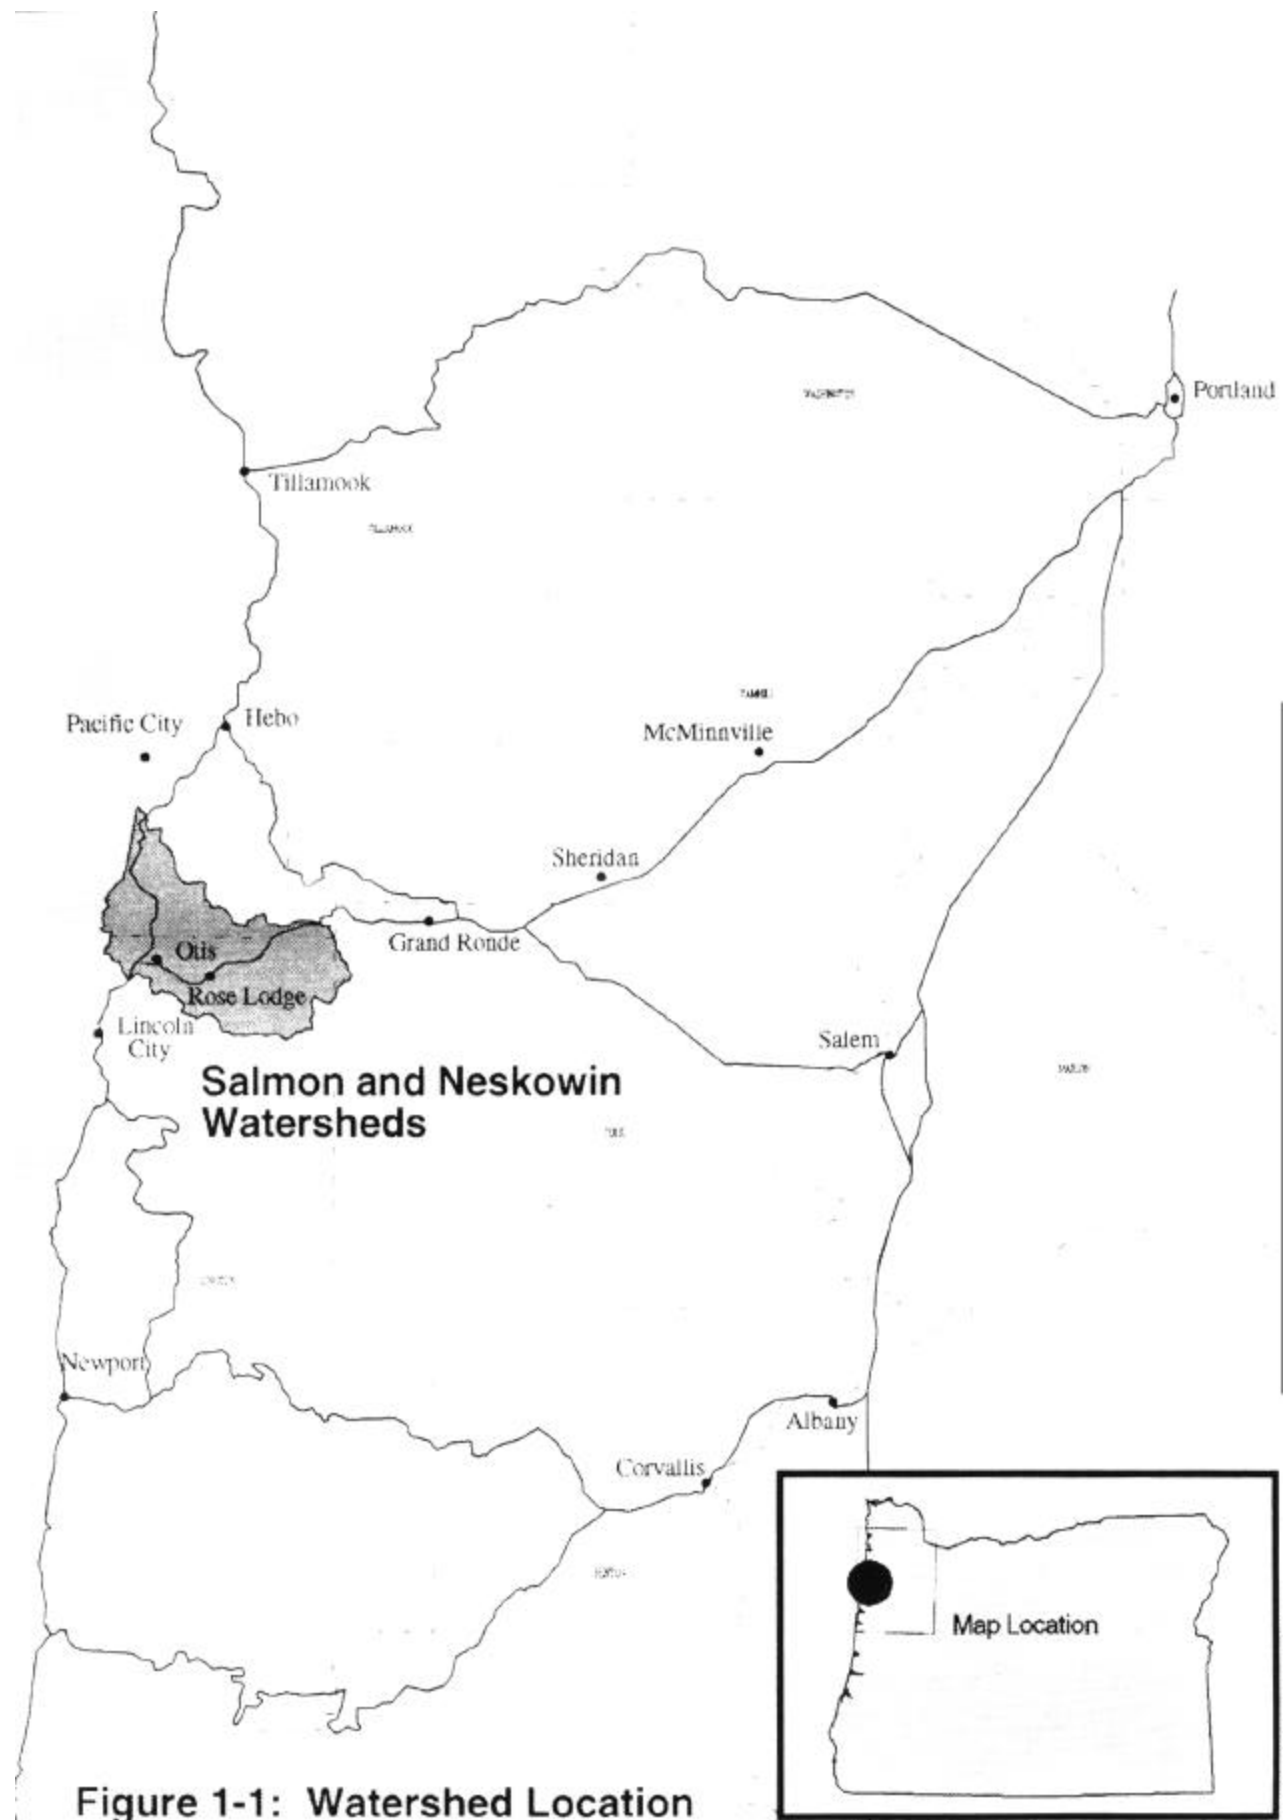 Portland
Tillamook
Hebo
Pacific City
McMinnville
Sheridan
Grand Ronde
Otis
Rose Lodge
Lincoln
City
Salem
Salmon and Neskowin
Watersheds
Newport
Albany
Corvallis
Map Location
Figure 1-1: Watershed Location